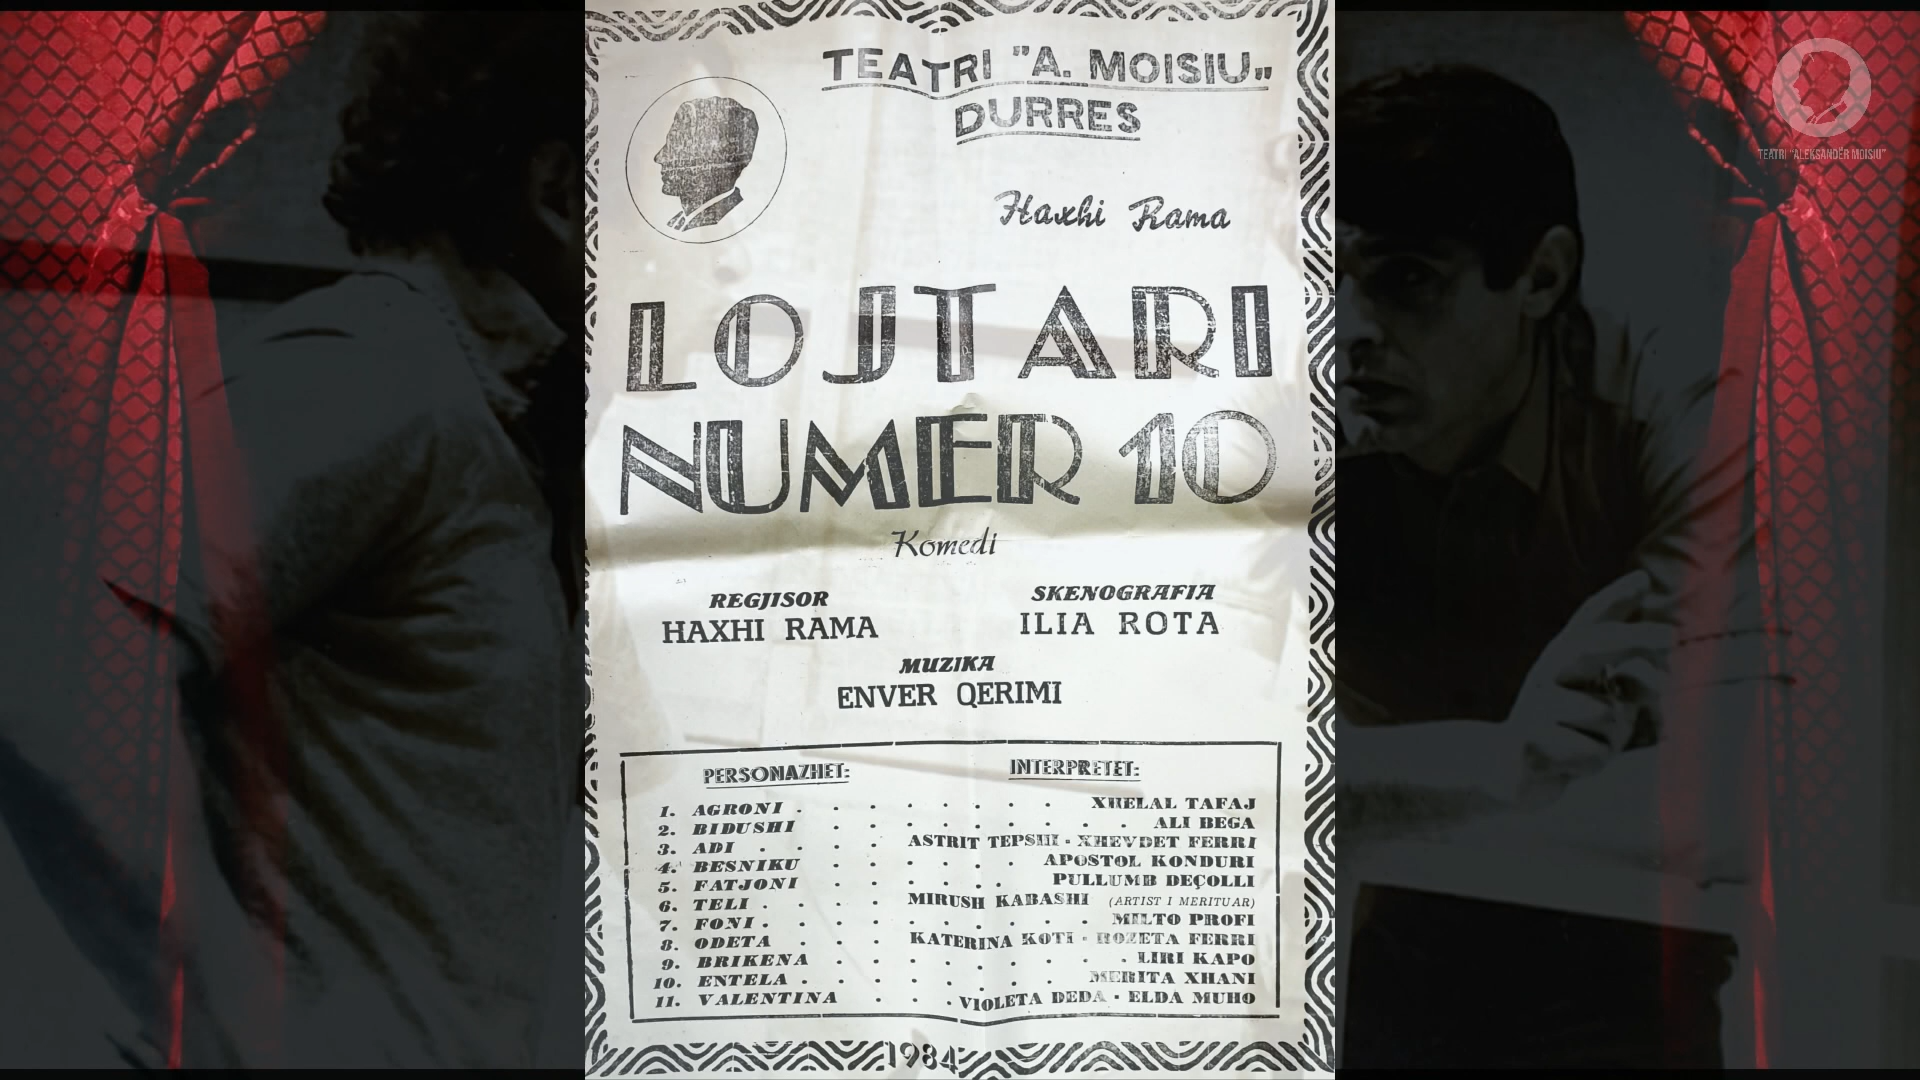 TEATRI "A. MOISIU"
DURRES
Haxhi Rama
LOJTARI
NUMER 10
Komedi
REGJISOR
HAXHI RAMA
SKENOGRAFIA
ILIA ROTA
MUZIKA
ENVER QERIMI
PERSONAZHET: INTERPRETET:
1. AGRONI . . . . . . . . XHELAL TAFAJ
2. BIDUSHI . . . . . . . . . ALI BEGA
3. ADI . . . . ASTRIT TEPSHI - XHEVDET FERRI
4. BESNIKU . . . . . . APOSTOL KONDURI
5. FATJONI . . . . . PULLUMB DEÇOLLI
6. TELI . . . . MIRUSH KABASHI (ARTIST I MERITUAR)
7. FONI . . . . . . . . . . MILTO PROFI
8. ODETA . . . KATERINA KOTI - ROZETA FERRI
9. BRIKENA . . . . . . . . . LIRI KAPO
10. ENTELA . . . . . . . . MERITA XHANI
11. VALENTINA . . . VIOLETA DEDA - ELDA MUHO
1984
TEATRI "ALEKSANDËR MOISIU"